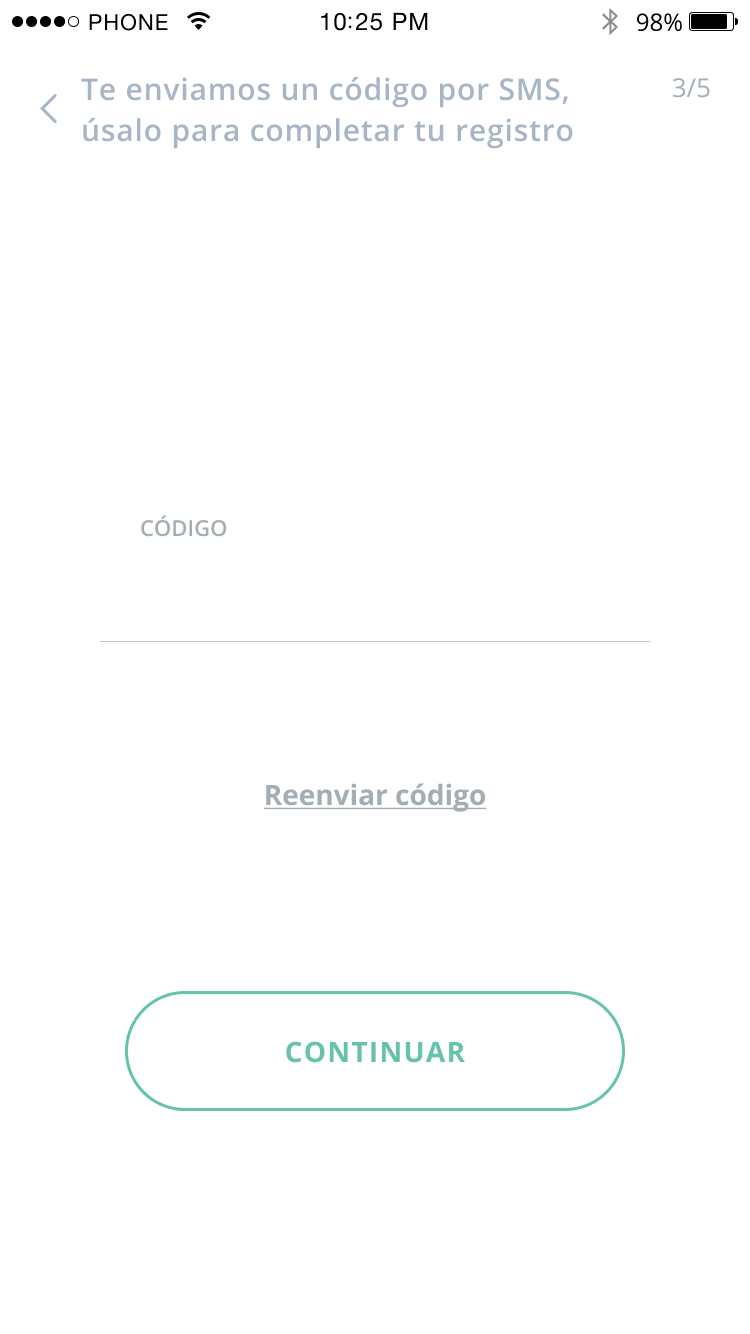 PHONE 10:25 PM 98%
Te enviamos un código por SMS, 3/5
úsalo para completar tu registro
CÓDIGO
Reenviar código
CONTINUAR